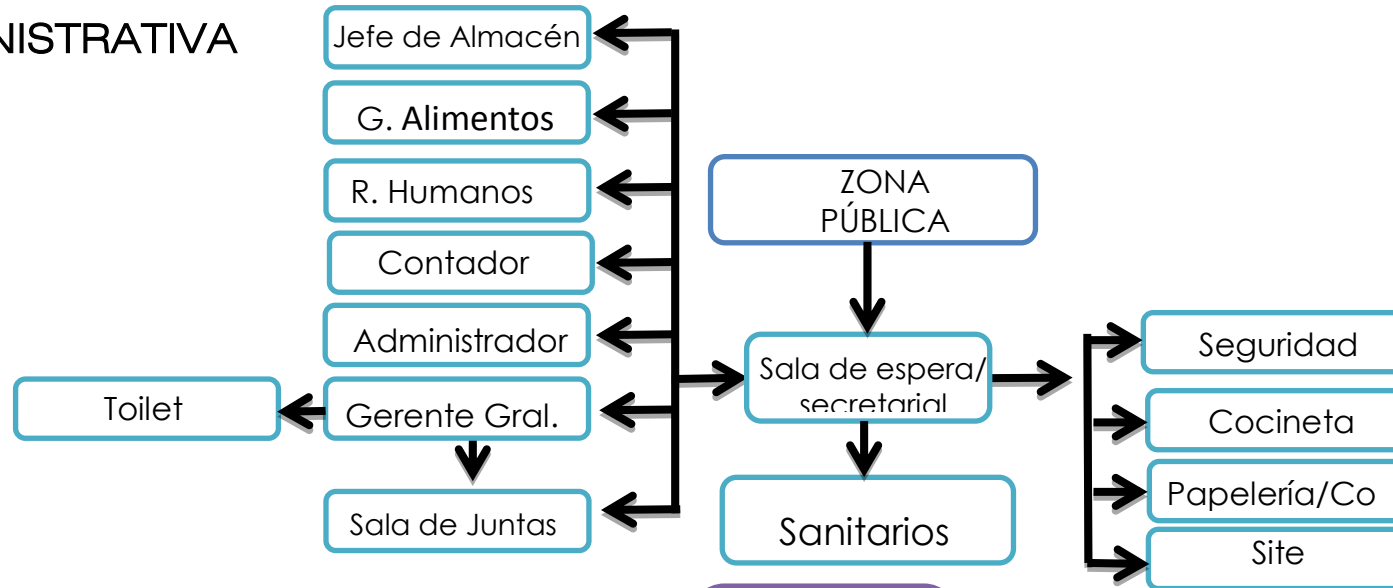 NISTRATIVA
Jefe de Almacén
G. Alimentos
R. Humanos
Contador
Administrador
Toilet
Gerente Gral.
Sala de Juntas
ZONA
PÚBLICA
Sala de espera/
secretarial
Sanitarios
Seguridad
Cocineta
Papelería/Co
Site